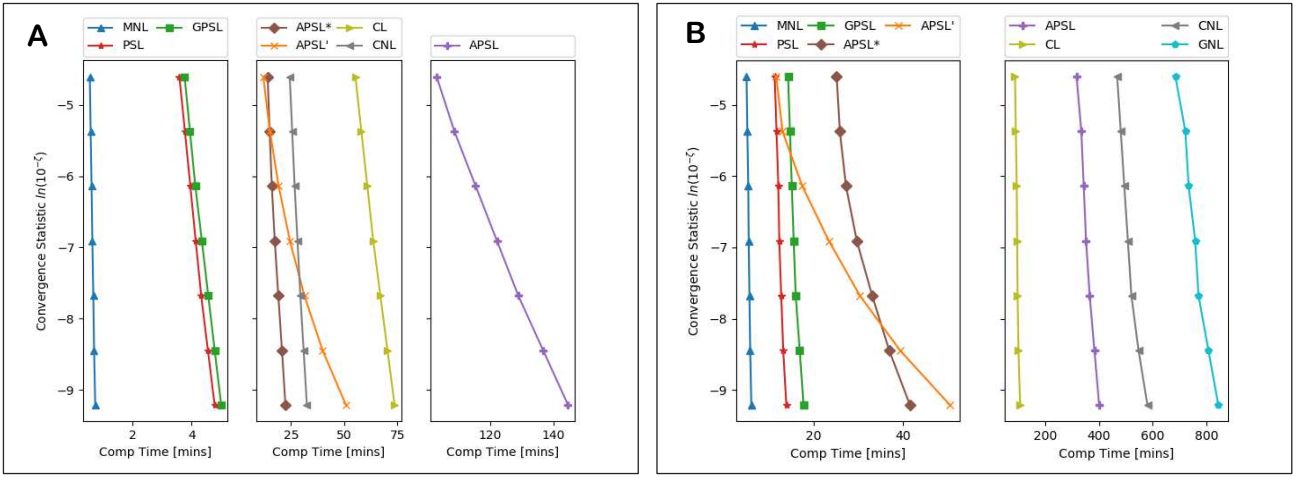 A
MNL GPSL
PSL
APSL* CL
APSL' CNL
APSL
Convergence Statistic ln(10^{-ζ})
−5
−6
−7
−8
−9
2 4
25 50 75
120 140
Comp Time [mins] Comp Time [mins] Comp Time [mins]
B
MNL GPSL APSL'
PSL APSL*
APSL CNL
CL GNL
Convergence Statistic ln(10^{-ζ})
−5
−6
−7
−8
−9
20 40
200 400 600 800
Comp Time [mins] Comp Time [mins]